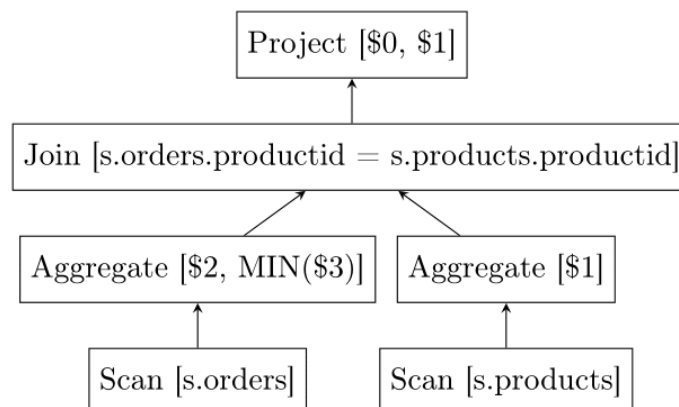 Project [$0, $1]
Join [s.orders.productid = s.products.productid]
Aggregate [$2, MIN($3)]
Aggregate [$1]
Scan [s.orders]
Scan [s.products]